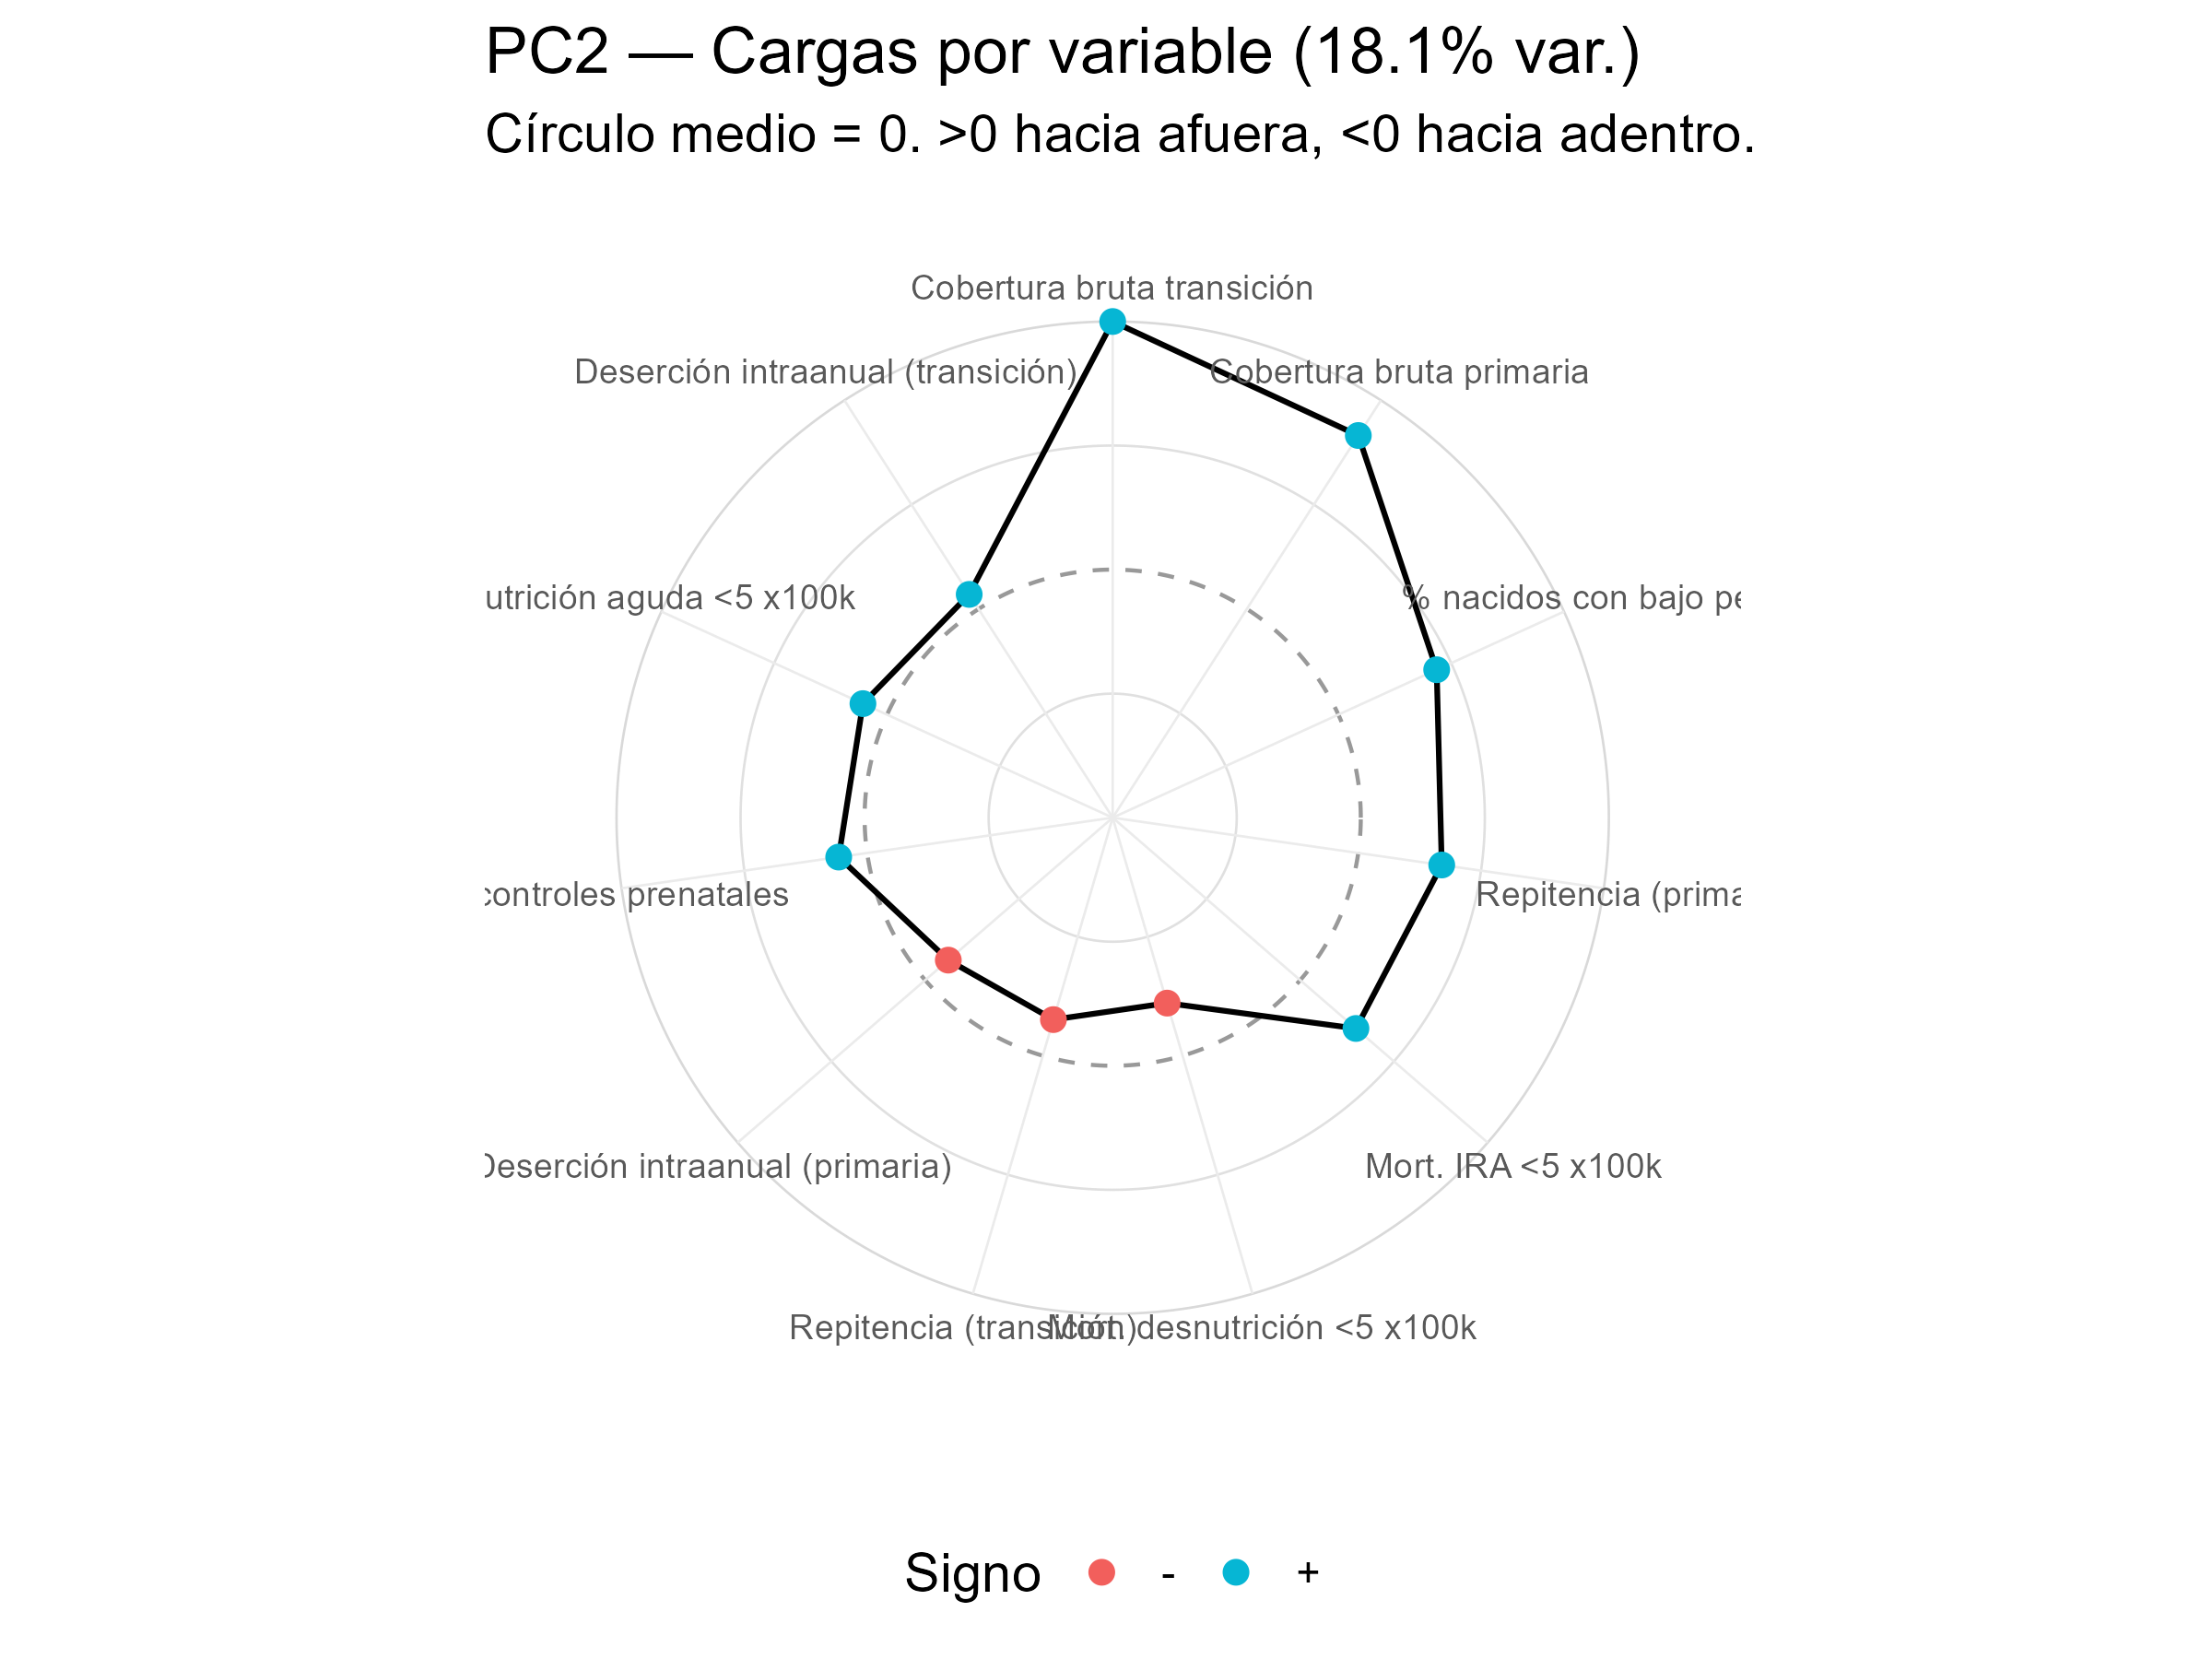 PC2 — Cargas por variable (18.1% var.)
Círculo medio = 0. >0 hacia afuera, <0 hacia adentro.
Cobertura bruta transición
Deserción intraanual (transición)
Cobertura bruta primaria
utrición aguda <5 x100k
% nacidos con bajo pe
controles prenatales
Repitencia (prima
Deserción intraanual (primaria)
Mort. IRA <5 x100k
Repitencia (transición)
Mort. desnutrición <5 x100k
Signo - +